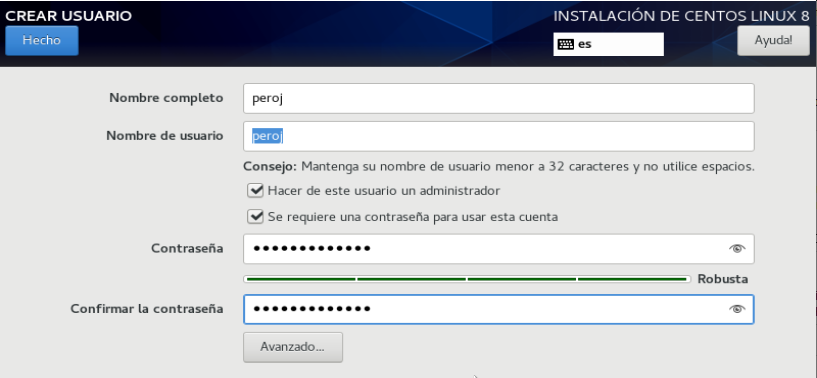 CREAR USUARIO
INSTALACIÓN DE CENTOS LINUX 8
Hecho
es
Ayuda!
Nombre completo
peroj
Nombre de usuario
peroj
Consejo: Mantenga su nombre de usuario menor a 32 caracteres y no utilice espacios.
Hacer de este usuario un administrador
Se requiere una contraseña para usar esta cuenta
Contraseña
•••••••••••••
Robusta
Confirmar la contraseña
•••••••••••••
Avanzado...